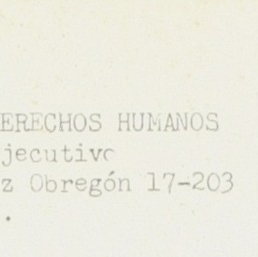 ERECHOS HUMANOS
jecutivo
z Obregón 17-203
.